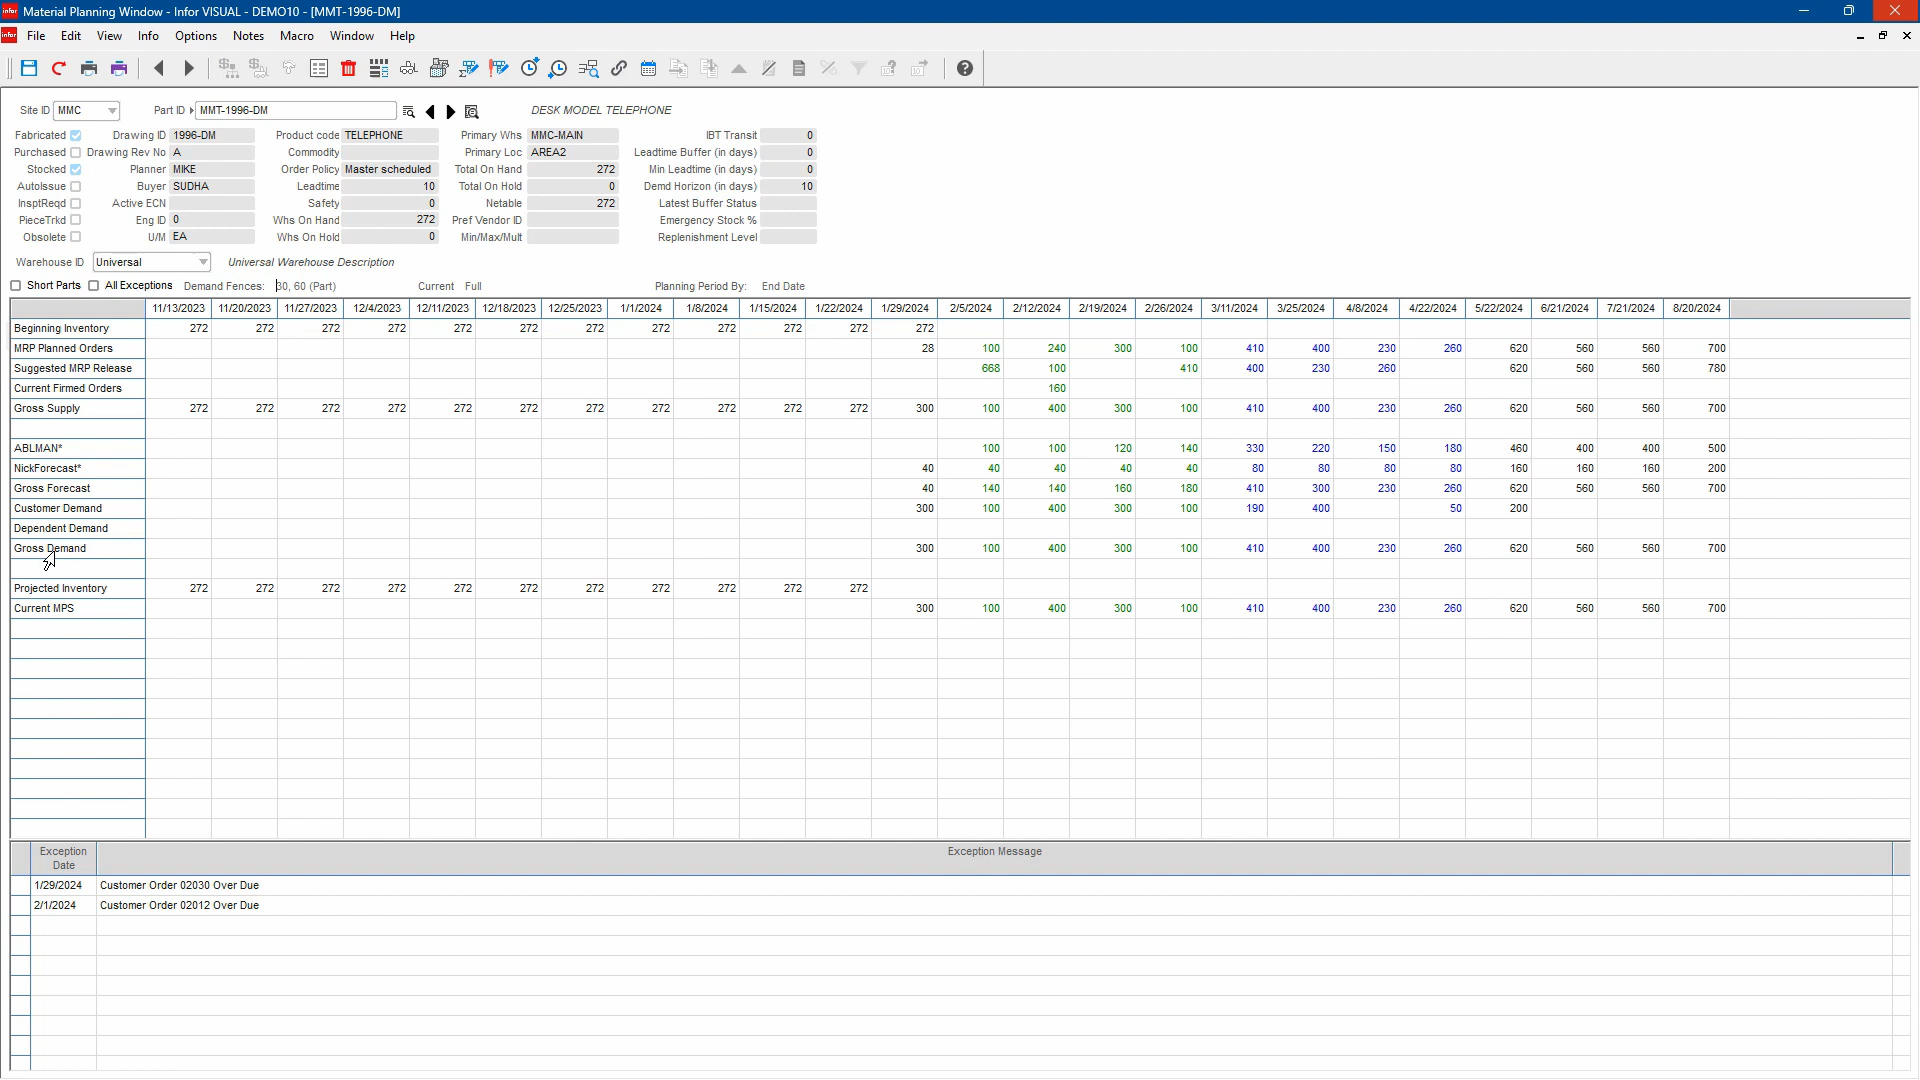 infor Material Planning Window - Infor VISUAL - DEMO10 - [MMT-1996-DM]
infor File Edit View Info Options Notes Macro Window Help
Site ID MMC Part ID MMT-1996-DM DESK MODEL TELEPHONE
Fabricated Drawing ID 1996-DM Product code TELEPHONE Primary Whs MMC-MAIN IBT Transit 0
Purchased Drawing Rev No A Commodity Primary Loc AREA2 Leadtime Buffer (in days) 0
Stocked Planner MIKE Order Policy Master scheduled Total On Hand 272 Min Leadtime (in days) 0
AutoIssue Buyer SUDHA Leadtime 10 Total On Hold 0 Demd Horizon (in days) 10
InsptReqd Active ECN Safety 0 Netable 272 Latest Buffer Status
PieceTrkd Eng ID 0 Whs On Hand 272 Pref Vendor ID Emergency Stock %
Obsolete U/M EA Whs On Hold 0 Min/Max/Mult Replenishment Level
Warehouse ID Universal Universal Warehouse Description
Short Parts All Exceptions Demand Fences: 30, 60 (Part) Current Full Planning Period By: End Date
11/13/2023 11/20/2023 11/27/2023 12/4/2023 12/11/2023 12/18/2023 12/25/2023 1/1/2024 1/8/2024 1/15/2024 1/22/2024 1/29/2024 2/5/2024 2/12/2024 2/19/2024 2/26/2024 3/11/2024 3/25/2024 4/8/2024 4/22/2024 5/22/2024 6/21/2024 7/21/2024 8/20/2024
Beginning Inventory 272 272 272 272 272 272 272 272 272 272 272 272
MRP Planned Orders 28 100 240 300 100 410 400 230 260 620 560 560 700
Suggested MRP Release 668 100 410 400 230 260 620 560 560 780
Current Firmed Orders 160
Gross Supply 272 272 272 272 272 272 272 272 272 272 272 300 100 400 300 100 410 400 230 260 620 560 560 700
ABLMAN* 100 100 120 140 330 220 150 180 460 400 400 500
NickForecast* 40 40 40 40 40 80 80 80 80 160 160 160 200
Gross Forecast 40 140 140 160 180 410 300 230 260 620 560 560 700
Customer Demand 300 100 400 300 100 190 400 50 200
Dependent Demand
Gross Demand 300 100 400 300 100 410 400 230 260 620 560 560 700
Projected Inventory 272 272 272 272 272 272 272 272 272 272 272
Current MPS 300 100 400 300 100 410 400 230 260 620 560 560 700
Exception Exception Message
Date
1/29/2024 Customer Order 02030 Over Due
2/1/2024 Customer Order 02012 Over Due